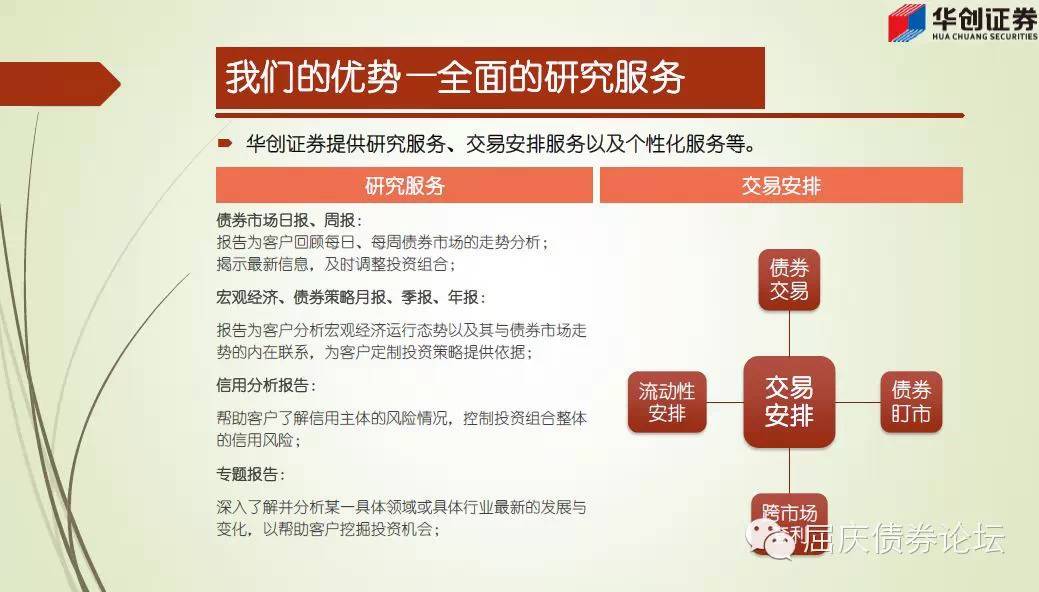 华创证券
HUA CHUANG SECURITIES
我们的优势—全面的研究服务
华创证券提供研究服务、交易安排服务以及个性化服务等。
研究服务
债券市场日报、周报：
报告为客户回顾每日、每周债券市场的走势分析；
揭示最新信息，及时调整投资组合；
宏观经济、债券策略月报、季报、年报：
报告为客户分析宏观经济运行态势以及其与债券市场走
势的内在联系，为客户定制投资策略提供依据；
信用分析报告：
帮助客户了解信用主体的风险情况，控制投资组合整体
的信用风险；
专题报告：
深入了解并分析某一具体领域或具体行业最新的发展与
变化，以帮助客户挖掘投资机会；
交易安排
债券
交易
流动性
安排
交易
安排
债券
盯市
跨市场
利
屈庆债券论坛